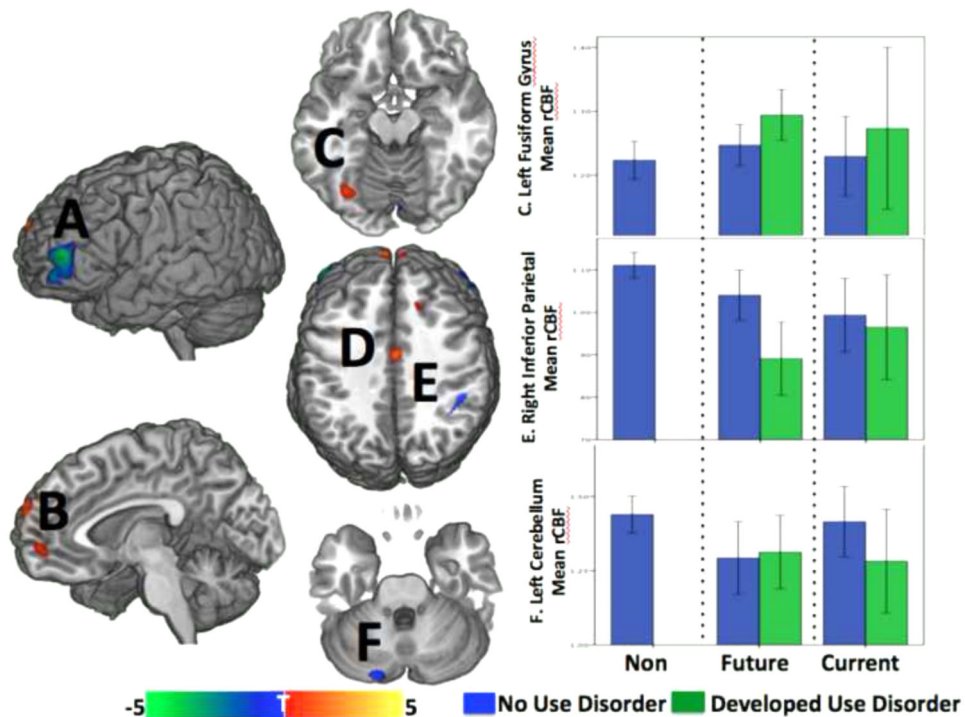 A
B
C
D
E
F
C. Left Fusiform Gyrus
Mean rCBF
E. Right Inferior Parietal
Mean rCBF
F. Left Cerebellum
Mean rCBF
Non Future Current
-5 T 5
No Use Disorder Developed Use Disorder